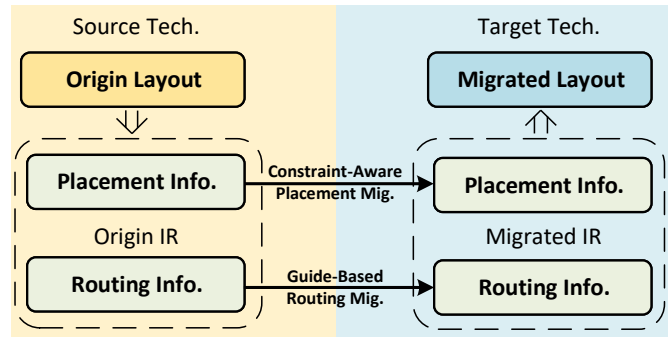 Source Tech.
Target Tech.
Origin Layout
Migrated Layout
Placement Info.
Constraint-Aware
Placement Mig.
Placement Info.
Origin IR
Migrated IR
Routing Info.
Guide-Based
Routing Mig.
Routing Info.